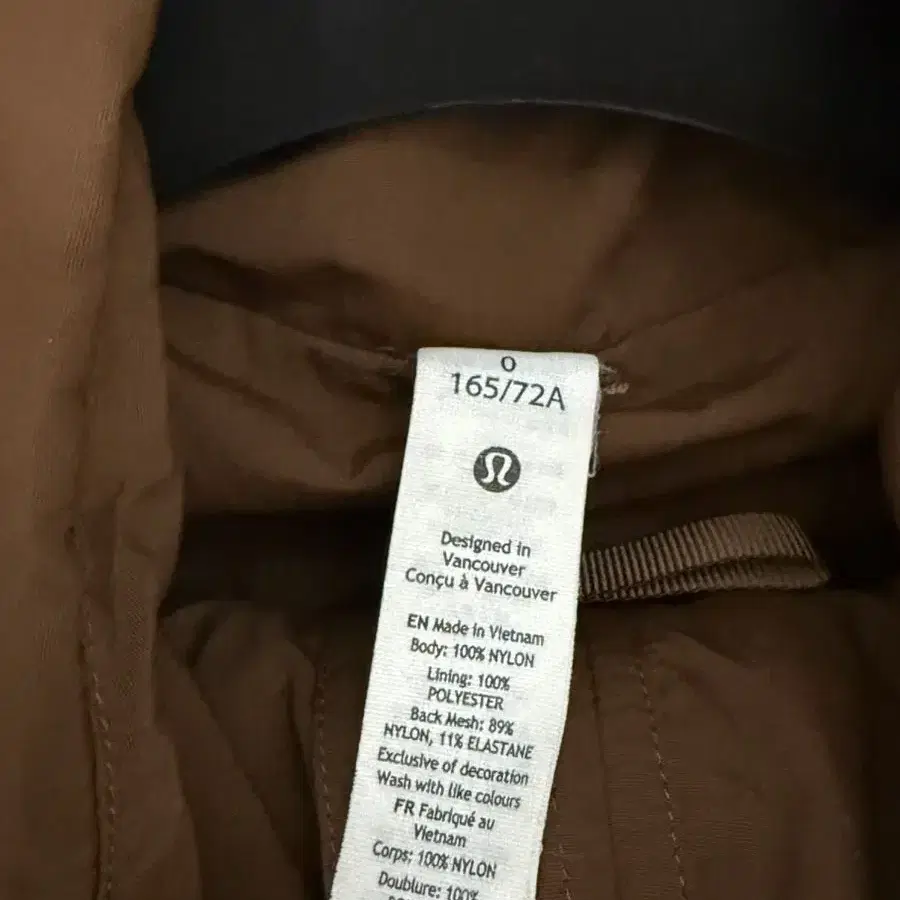 0
165/72A
Designed in
Vancouver
Conçu à Vancouver
EN Made in Vietnam
Body: 100% NYLON
Lining: 100%
POLYESTER
Back Mesh: 89%
NYLON, 11% ELASTANE
Exclusive of decoration
Wash with like colours
FR Fabriqué au
Vietnam
Corps: 100% NYLON
Doublure: 100%